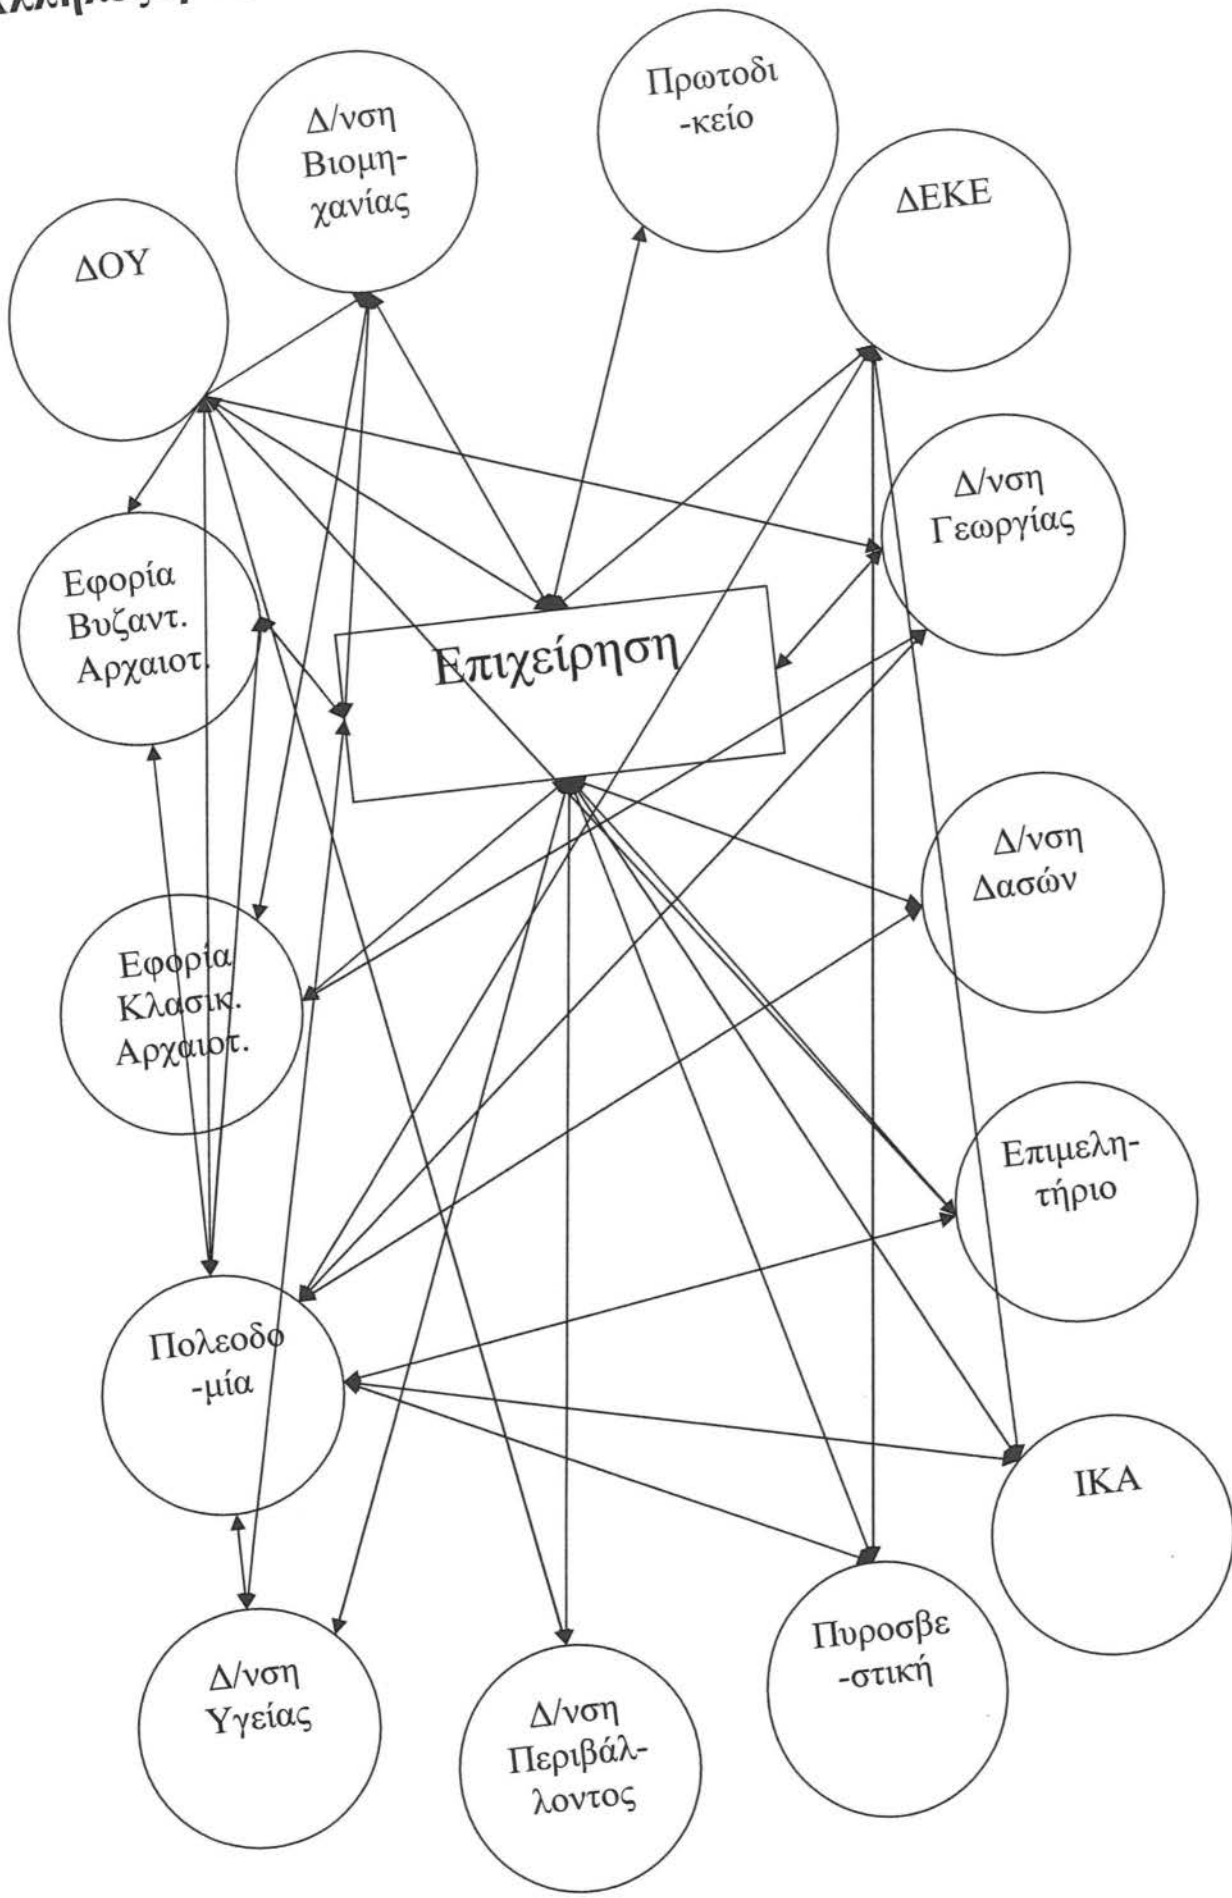 Πρωτοδι
-κείο
Δ/νση
Βιομη-
χανίας
ΔΕΚΕ
ΔΟΥ
Δ/νση
Γεωργίας
Εφορία
Βυζαντ.
Αρχαιοτ.
Επιχείρηση
Δ/νση
Δασών
Εφορία
Κλασικ.
Αρχαιοτ.
Επιμελη-
τήριο
Πολεοδο
-μία
ΙΚΑ
Πυροσβε
-στική
Δ/νση
Υγείας
Δ/νση
Περιβάλ-
λοντος